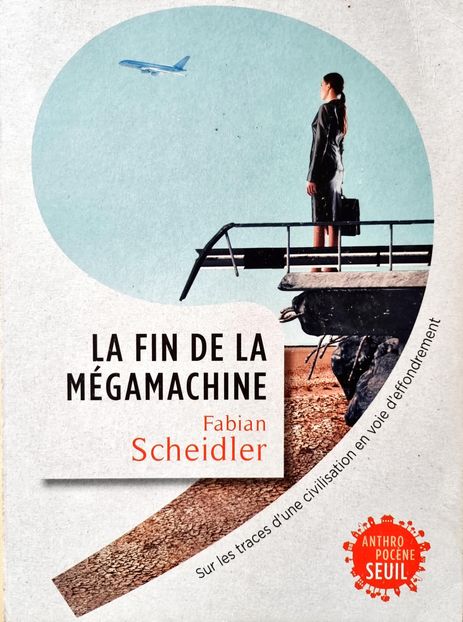 LA FIN DE LA
MÉGAMACHINE
Fabian
Scheidler
Sur les traces d'une civilisation en voie d'effondrement
ANTHRO
POCÈNE
SEUIL